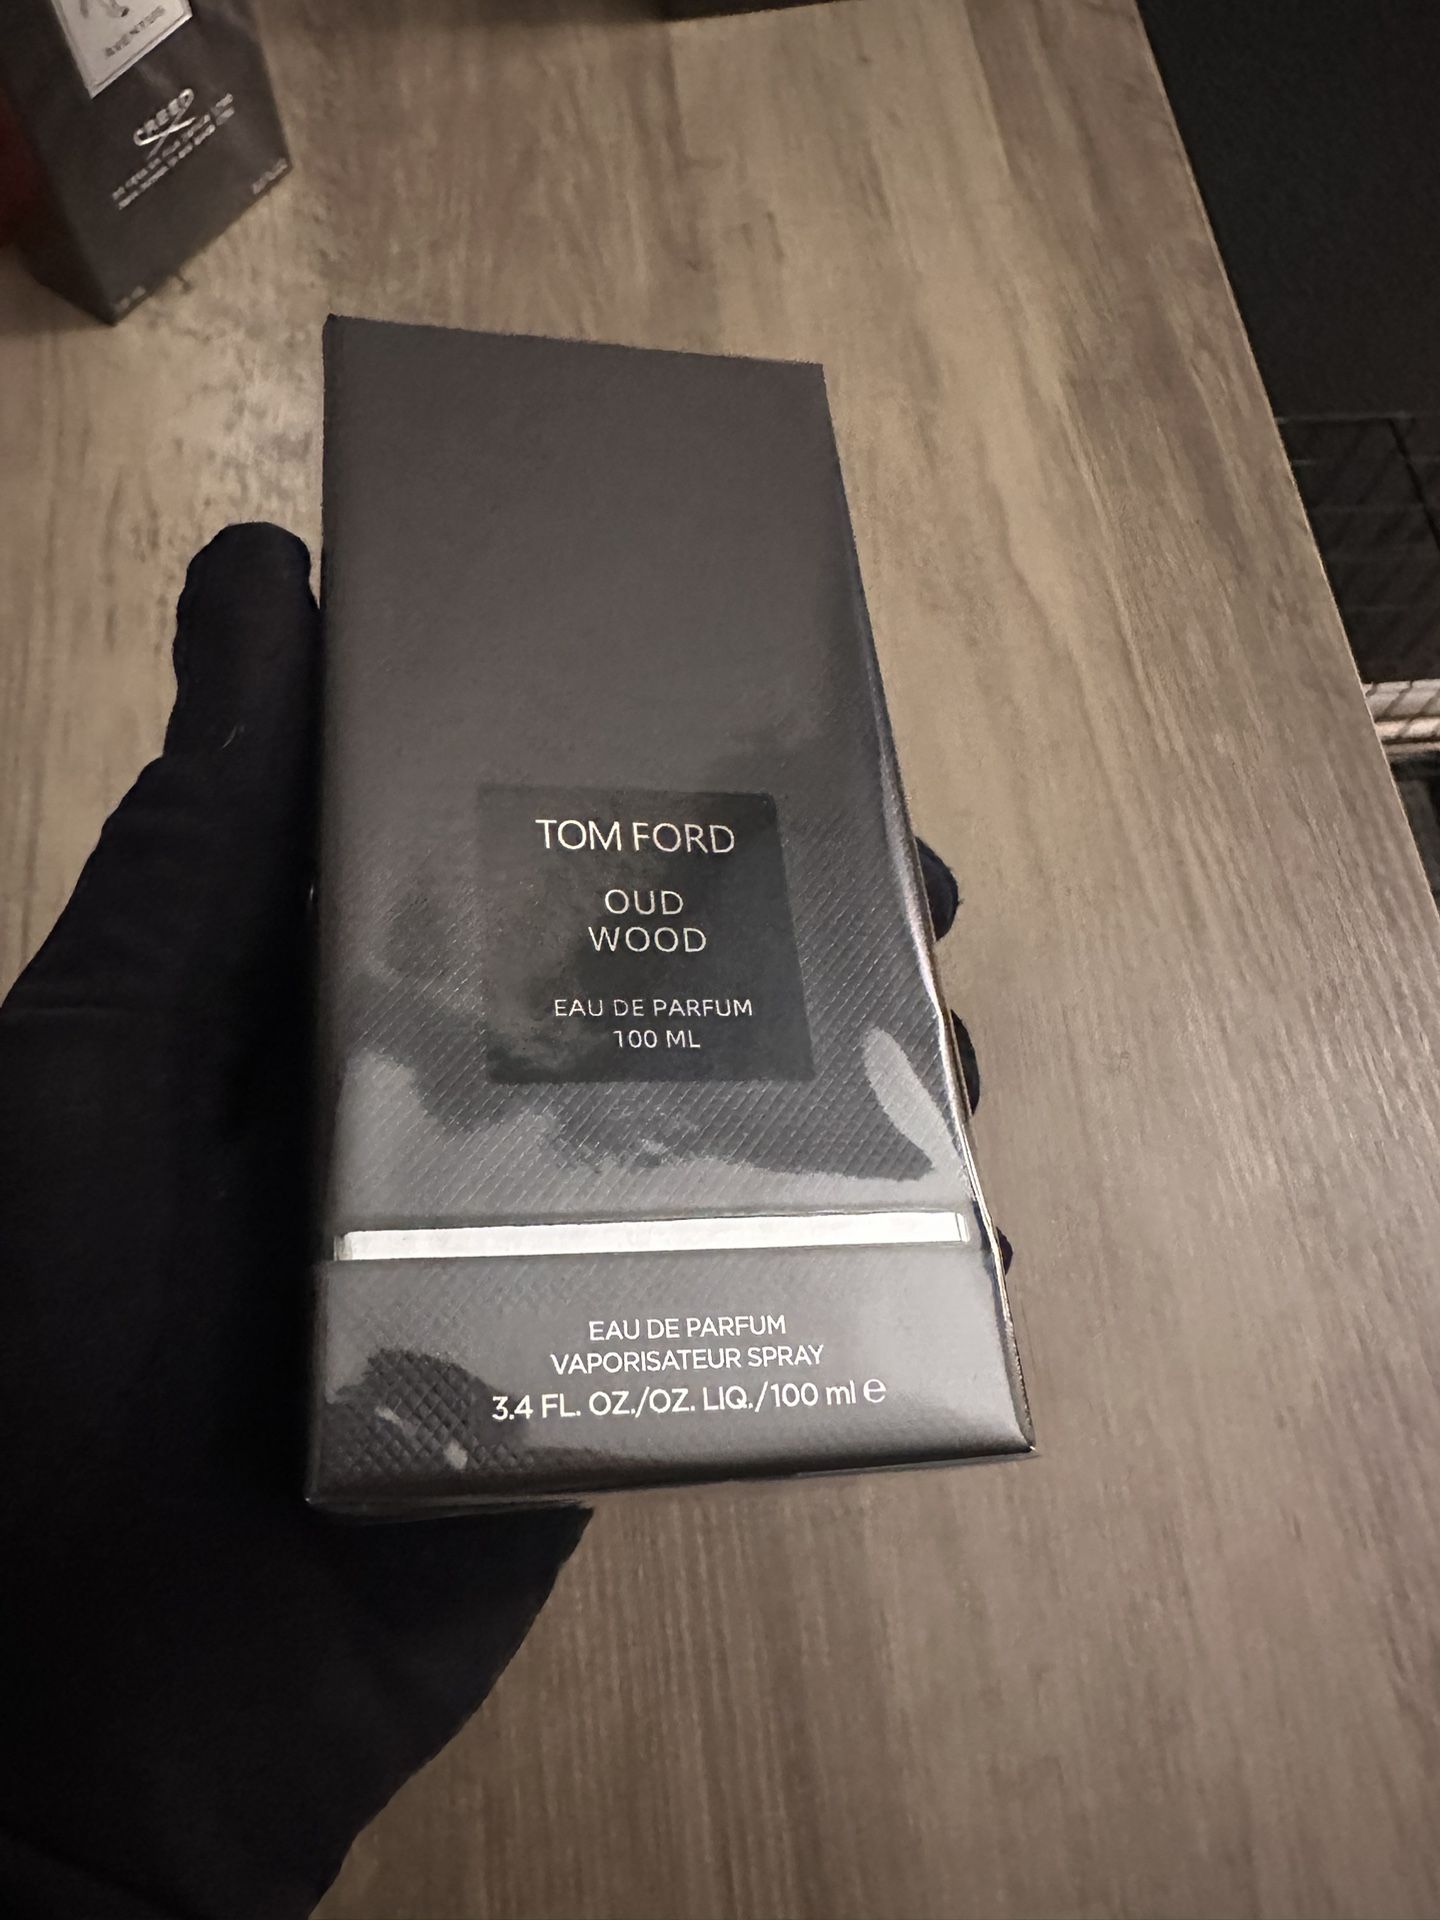 AVENTUS
CREED
TOM FORD
OUD
WOOD
EAU DE PARFUM
100 ML
EAU DE PARFUM
VAPORISATEUR SPRAY
3.4 FL. OZ./OZ. LIQ./100 ml e